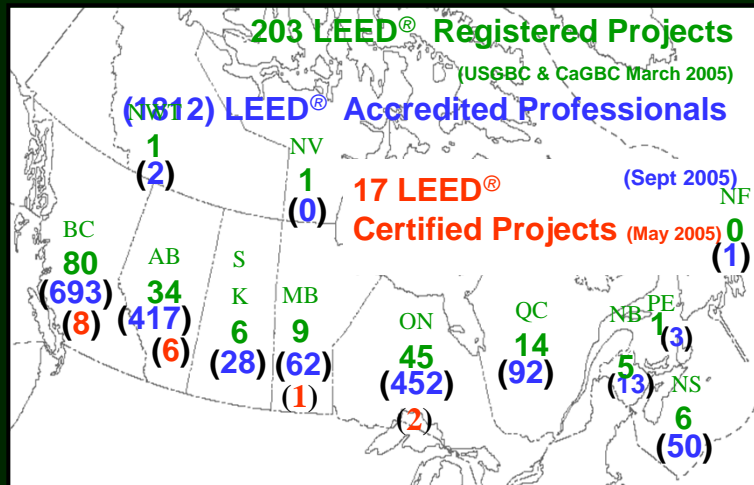 203 LEED® Registered Projects
(USGBC & CaGBC March 2005)
(1812) LEED® Accredited Professionals
(Sept 2005)
17 LEED®
Certified Projects (May 2005)
NWT
1
(2)
NV
1
(0)
NF
0
(1)
BC
80
(693)
(8)
AB
34
(417)
(6)
S
K
6
(28)
MB
9
(62)
(1)
ON
45
(452)
(2)
QC
14
(92)
NB
5
(13)
PE
1
(3)
NS
6
(50)